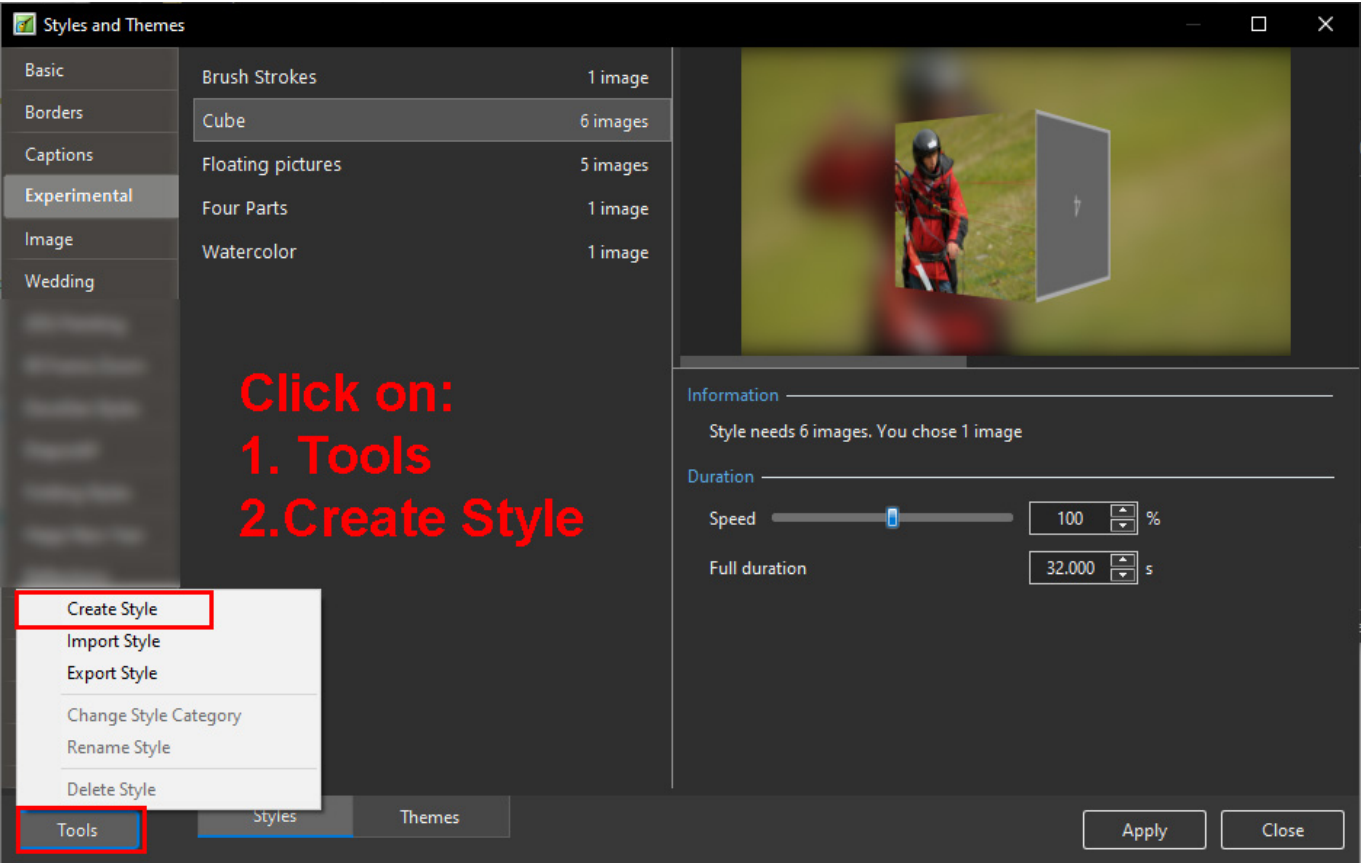 Styles and Themes
Basic
Borders
Captions
Experimental
Image
Wedding
Brush Strokes 1 image
Cube 6 images
Floating pictures 5 images
Four Parts 1 image
Watercolor 1 image
4
Click on:
1. Tools
2.Create Style
Information
Style needs 6 images. You chose 1 image
Duration
Speed 100 %
Full duration 32.000 s
Create Style
Import Style
Export Style
Change Style Category
Rename Style
Delete Style
Tools
Styles Themes
Apply Close